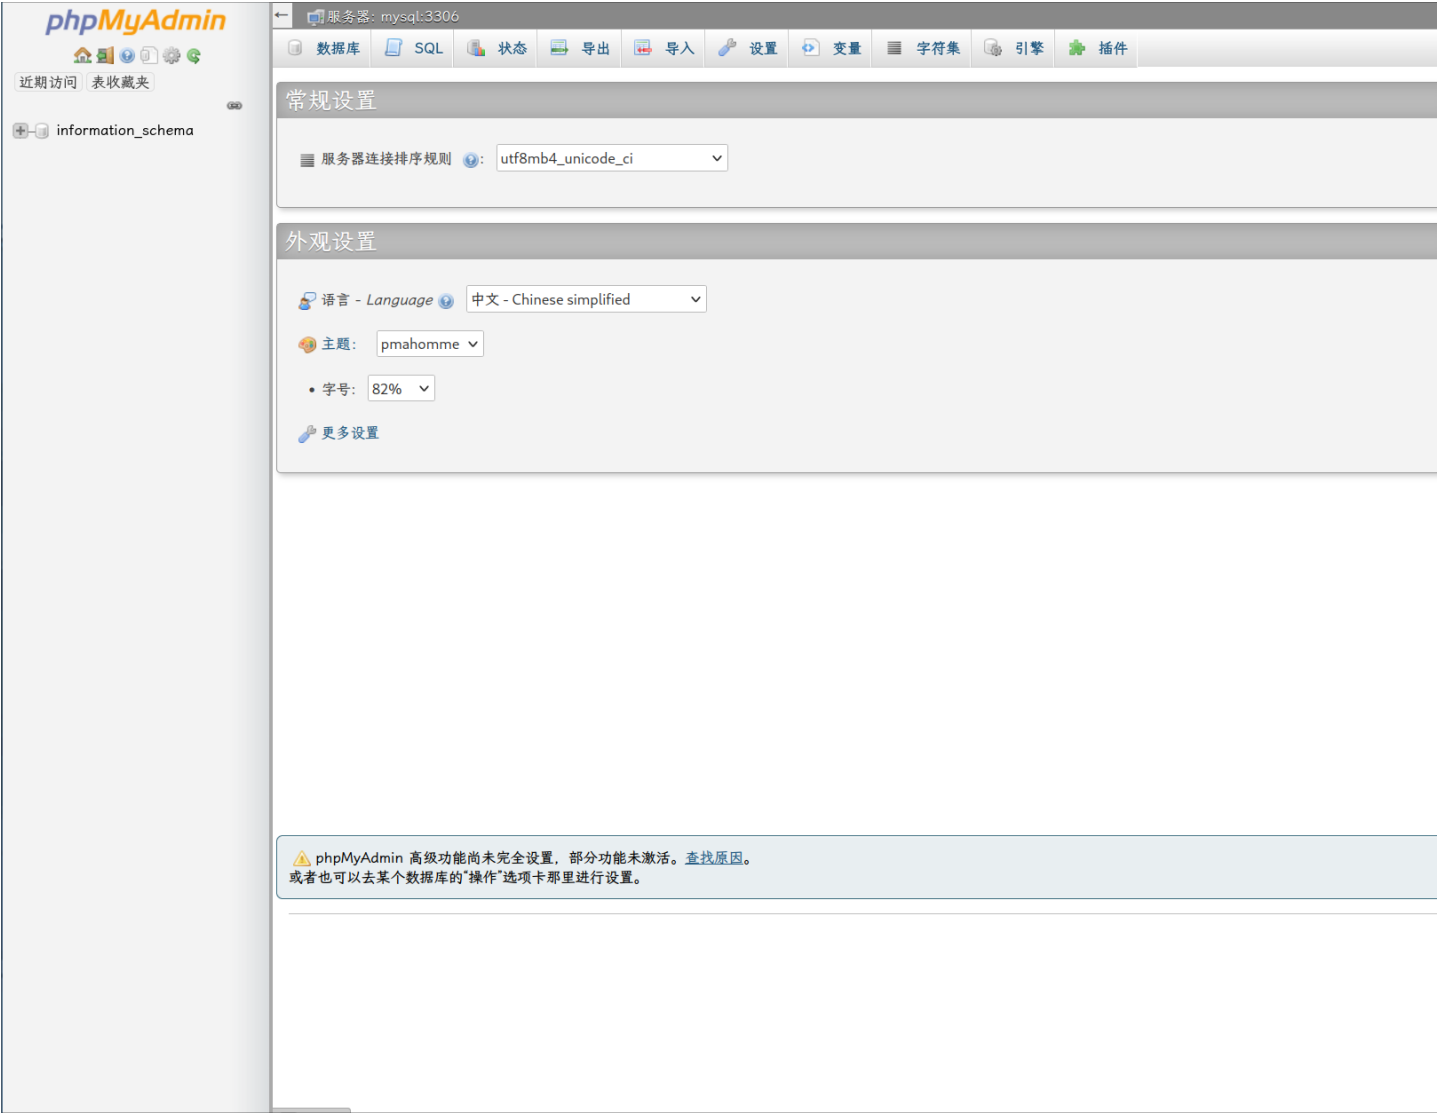 phpMyAdmin
近期访问 表收藏夹
information_schema
服务器: mysql:3306
数据库 SQL 状态 导出 导入 设置 变量 字符集 引擎 插件
常规设置
服务器连接排序规则 : utf8mb4_unicode_ci
外观设置
语言 - Language 中文 - Chinese simplified
主题: pmahomme
• 字号: 82%
更多设置
phpMyAdmin 高级功能尚未完全设置，部分功能未激活。查找原因。
或者也可以去某个数据库的“操作”选项卡那里进行设置。